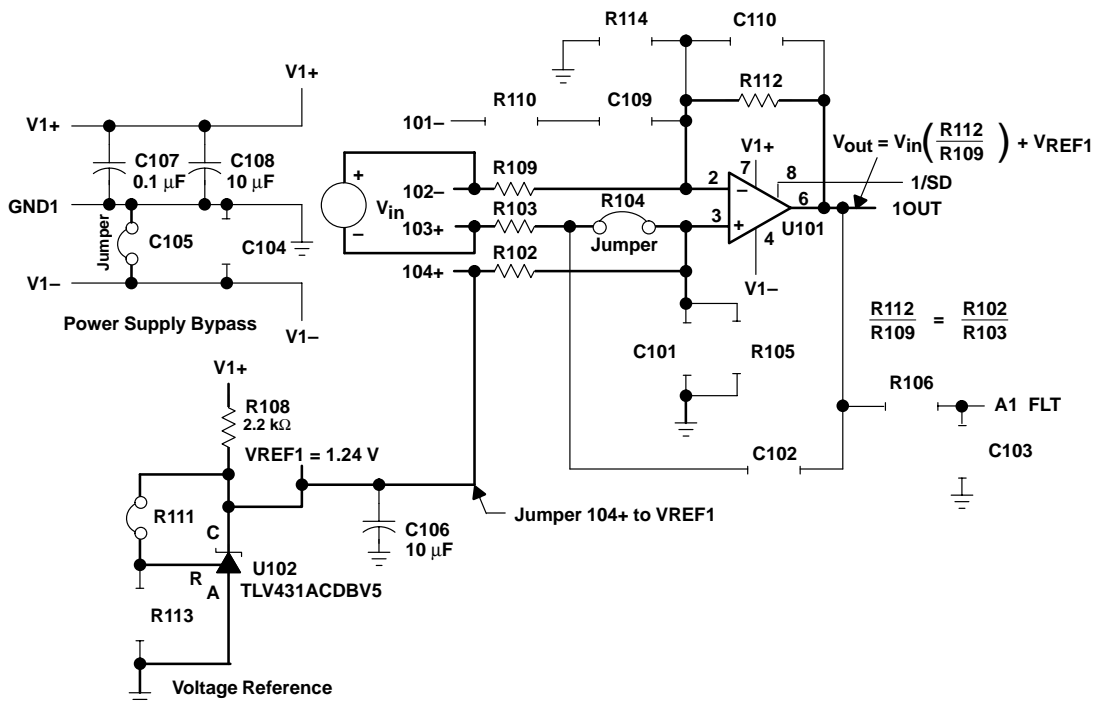 R114
C110
V1+
R112
V1+
R110
C109
101–
C107
0.1 μF
C108
10 μF
R109
V1+
7
8
1/SD
Vout = Vin(R112/R109) + VREF1
+
Vin
–
102–
2
–
6
1OUT
GND1
R103
R104
103+
3
+
U101
Jumper
C105
C104
Jumper
R102
4
104+
V1–
V1–
Power Supply Bypass
V1–
R112/R109 = R102/R103
C101
R105
V1+
R106
A1 FLT
R108
2.2 kΩ
VREF1 = 1.24 V
C102
C103
R111
Jumper 104+ to VREF1
C
C106
10 μF
U102
R
A
TLV431ACDBV5
R113
Voltage Reference